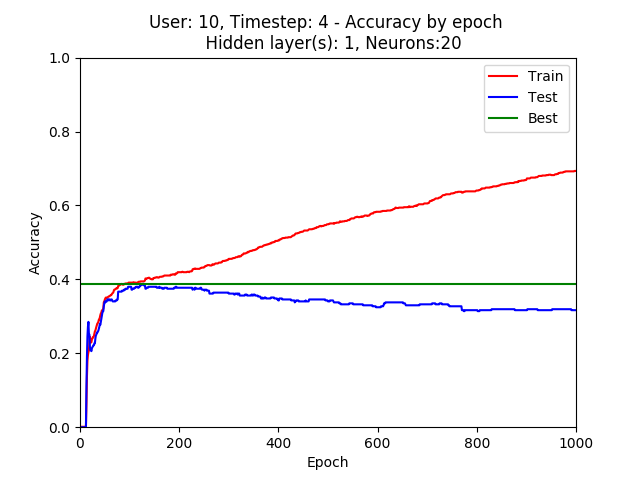 User: 10, Timestep: 4 - Accuracy by epoch
Hidden layer(s): 1, Neurons:20
1.0
0.8
0.6
0.4
0.2
0.0
Accuracy
Train
Test
Best
0 200 400 600 800 1000
Epoch